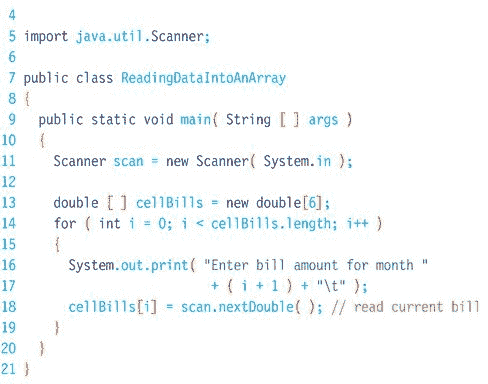 4
5 import java.util.Scanner;
6
7 public class ReadingDataIntoAnArray
8 {
9 public static void main( String [ ] args )
10 {
11 Scanner scan = new Scanner( System.in );
12
13 double [ ] cellBills = new double[6];
14 for ( int i = 0; i < cellBills.length; i++ )
15 {
16 System.out.print( "Enter bill amount for month "
17 + ( i + 1 ) + "\t" );
18 cellBills[i] = scan.nextDouble( ); // read current bill
19 }
20 }
21 }